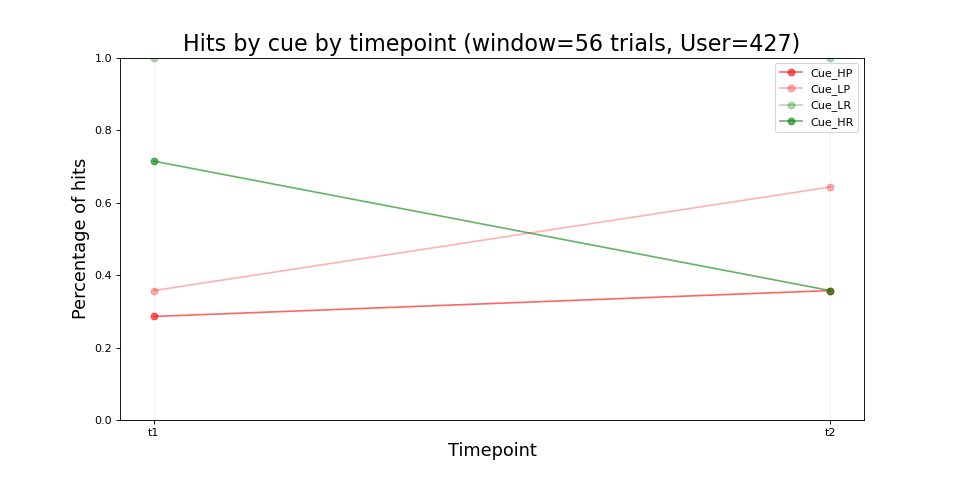 Hits by cue by timepoint (window=56 trials, User=427)
Percentage of hits
1.0
0.8
0.6
0.4
0.2
0.0
Cue_HP
Cue_LP
Cue_LR
Cue_HR
t1
t2
Timepoint